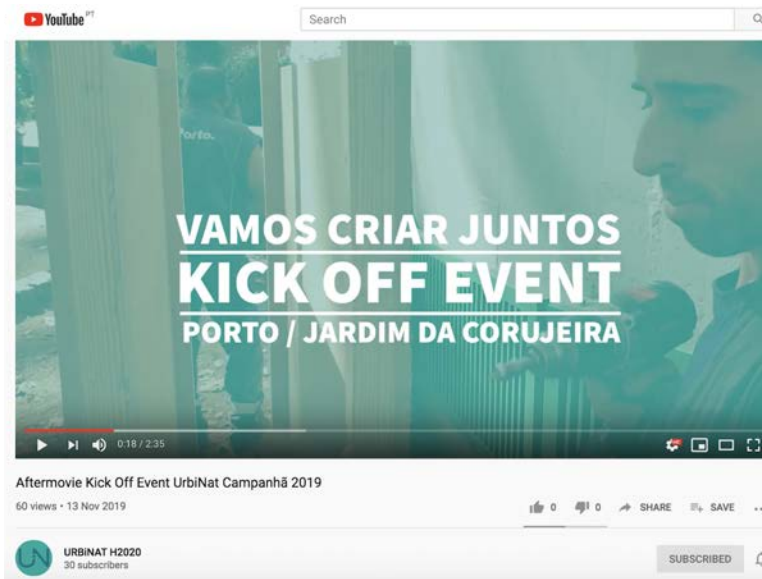 YouTube PT
Search
Porto.
VAMOS CRIAR JUNTOS
KICK OFF EVENT
PORTO / JARDIM DA CORUJEIRA
0:18 / 2:35
Aftermovie Kick Off Event UrbiNat Campanhã 2019
60 views • 13 Nov 2019
0 0 SHARE SAVE
UN
URBiNAT H2020
30 subscribers
SUBSCRIBED